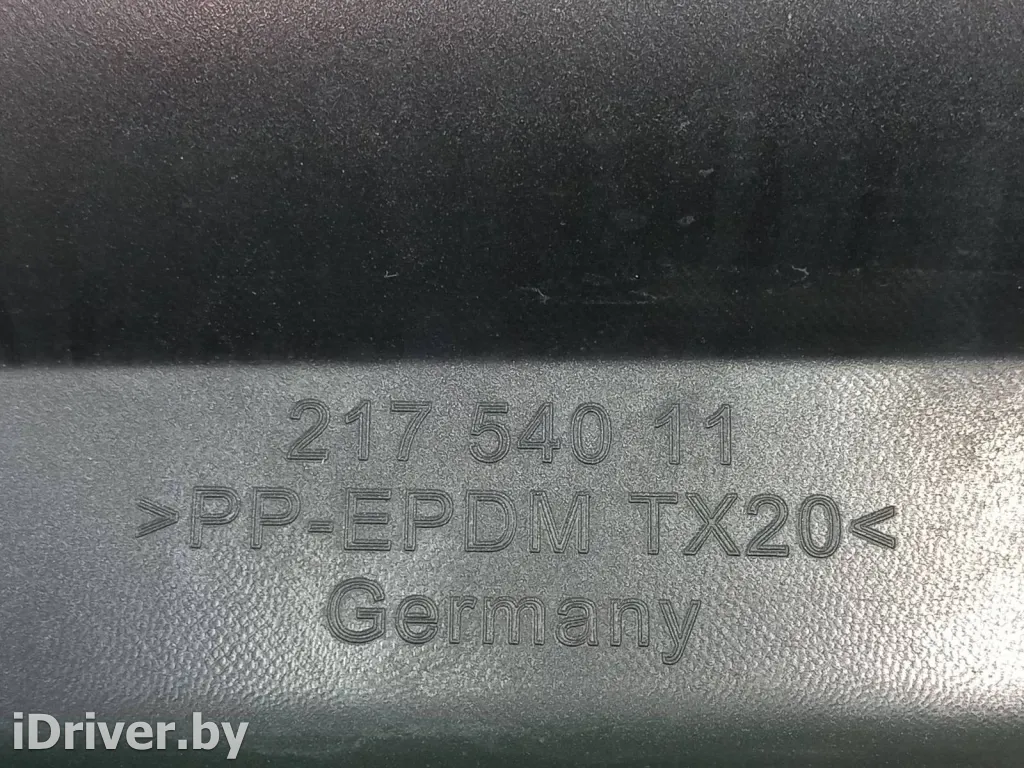 217 540 11
>PP-EPDM TX20<
Germany
iDriver.by